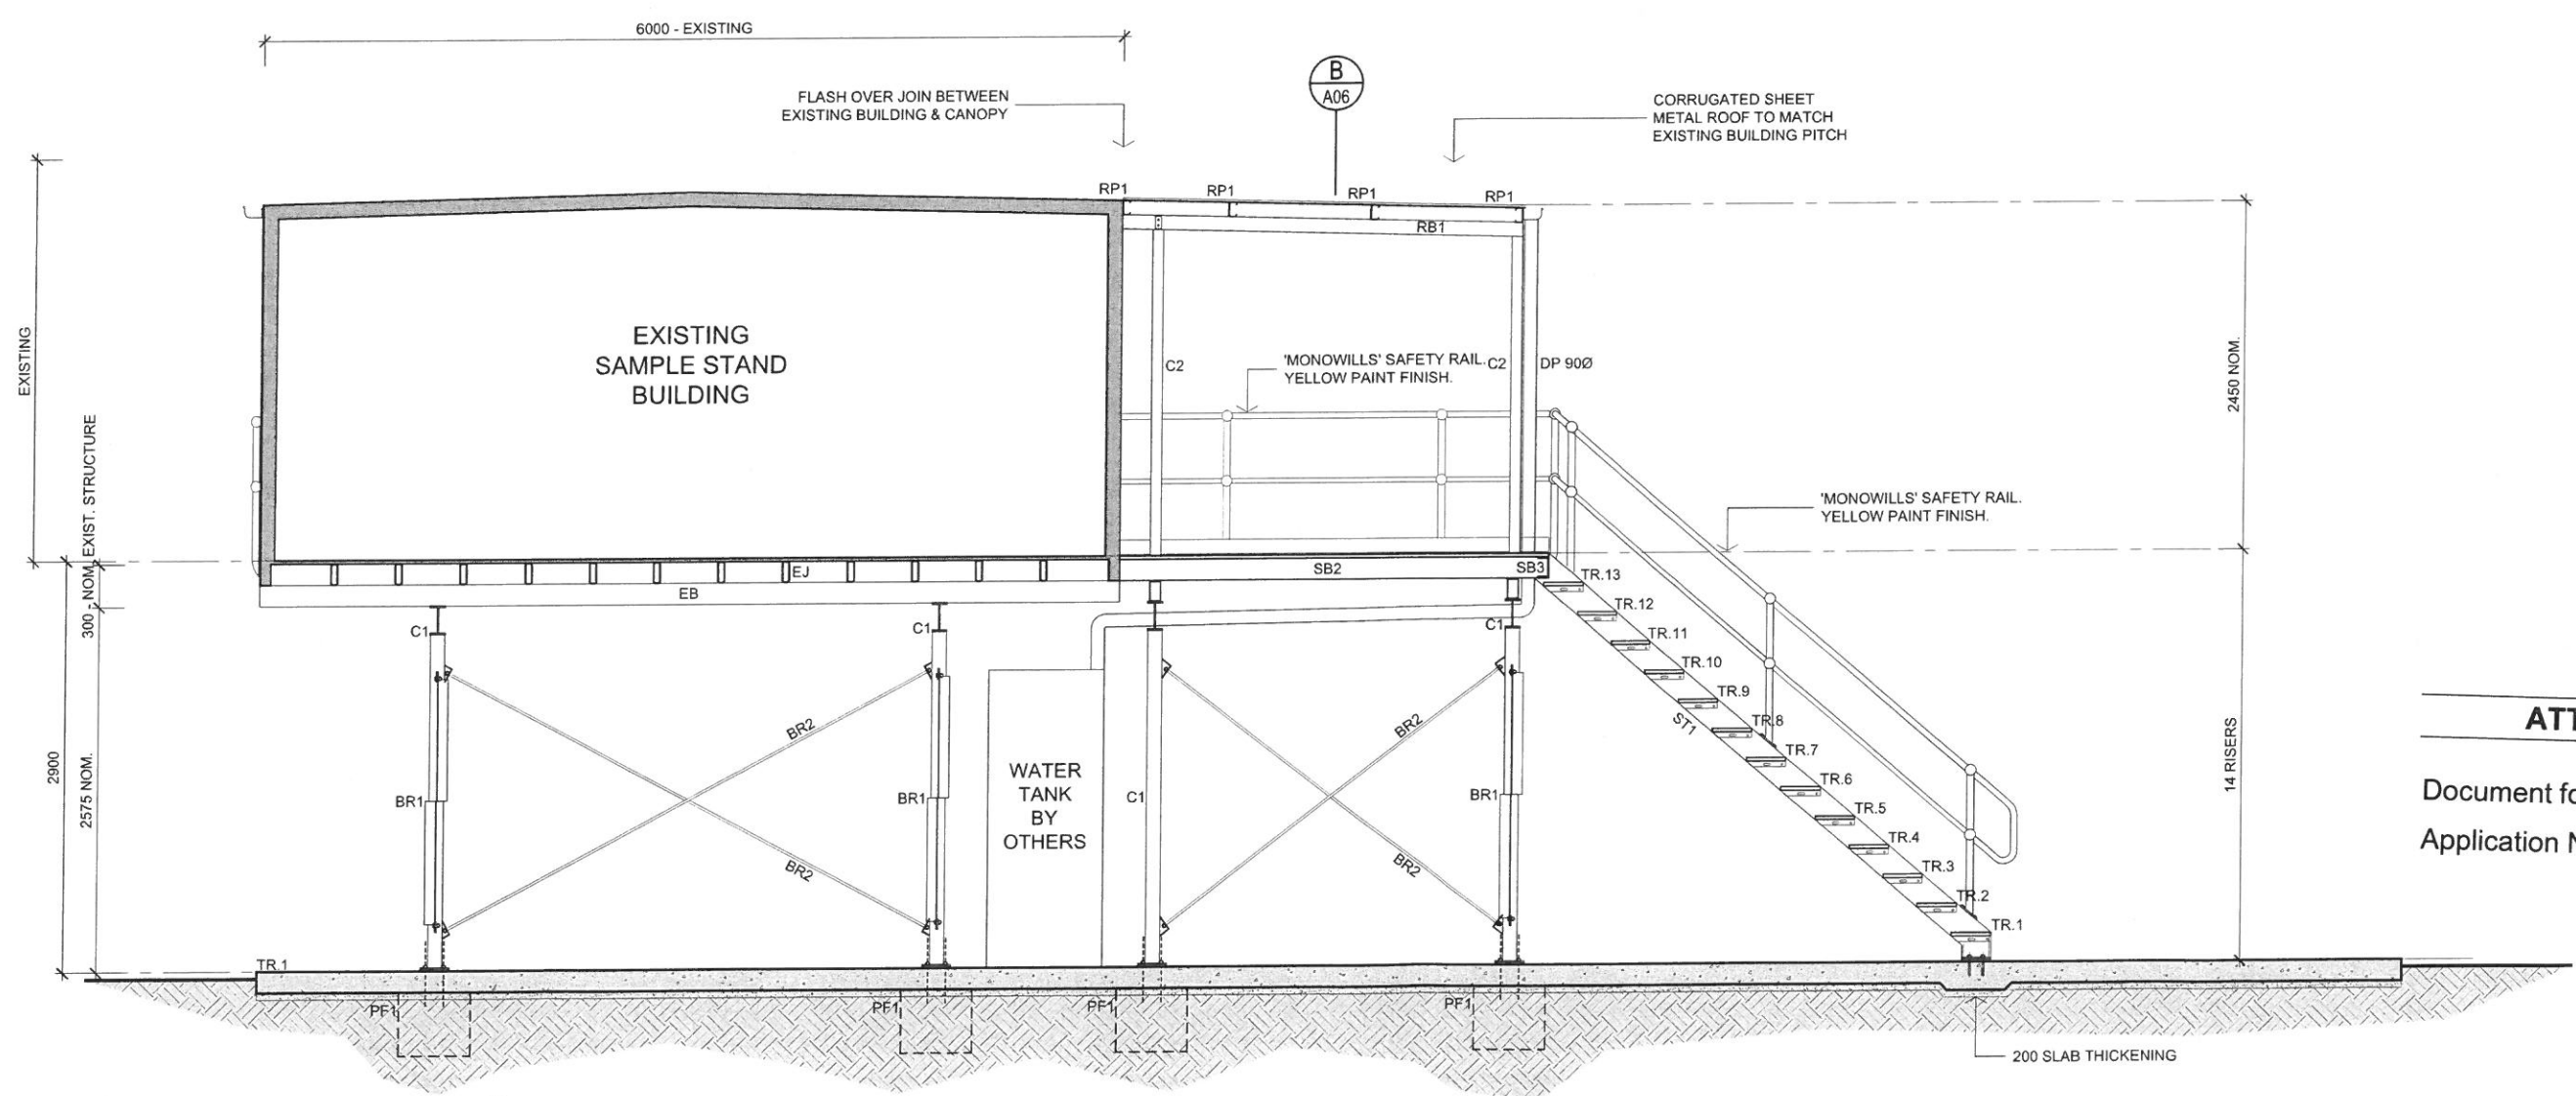 6000 - EXISTING
FLASH OVER JOIN BETWEEN
EXISTING BUILDING & CANOPY
B
A06
CORRUGATED SHEET
METAL ROOF TO MATCH
EXISTING BUILDING PITCH
RP1
RP1
RP1
RP1
RB1
EXISTING
EXISTING
SAMPLE STAND
BUILDING
C2
'MONOWILLS' SAFETY RAIL.
YELLOW PAINT FINISH.
C2
DP 90Ø
2450 NOM.
'MONOWILLS' SAFETY RAIL.
YELLOW PAINT FINISH.
300 - NOM. EXIST. STRUCTURE
EJ
EB
SB2
SB3
C1
C1
C1
TR.13
TR.12
TR.11
TR.10
TR.9
TR.8
TR.7
TR.6
TR.5
TR.4
TR.3
TR.2
TR.1
ST1
BR2
BR2
BR2
BR2
BR1
BR1
C1
BR1
WATER
TANK
BY
OTHERS
2900
2575 NOM.
14 RISERS
ATT
Document fo
Application N
TR.1
PF1
PF1
PF1
PF1
200 SLAB THICKENING